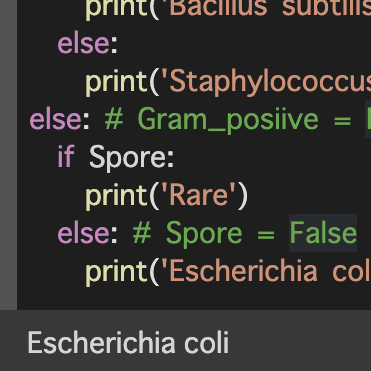 print('Bacillus subtilis
else:
print('Staphylococcus
else: # Gram_posiive =
if Spore:
print('Rare')
else: # Spore = False
print('Escherichia col
Escherichia coli